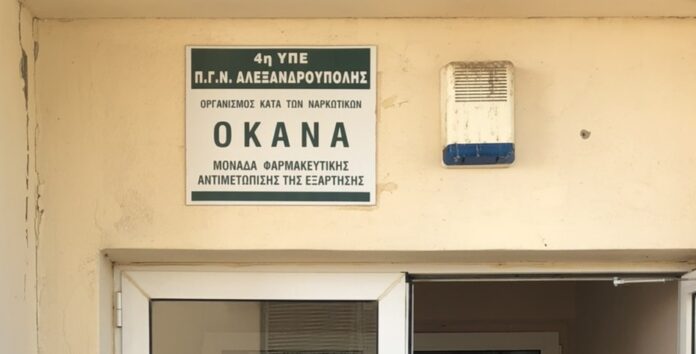 4η ΥΠΕ
Π.Γ.Ν. ΑΛΕΞΑΝΔΡΟΥΠΟΛΗΣ
ΟΡΓΑΝΙΣΜΟΣ ΚΑΤΑ ΤΩΝ ΝΑΡΚΩΤΙΚΩΝ
ΟΚΑΝΑ
ΜΟΝΑΔΑ ΦΑΡΜΑΚΕΥΤΙΚΗΣ
ΑΝΤΙΜΕΤΩΠΙΣΗΣ ΤΗΣ ΕΞΑΡΤΗΣΗΣ